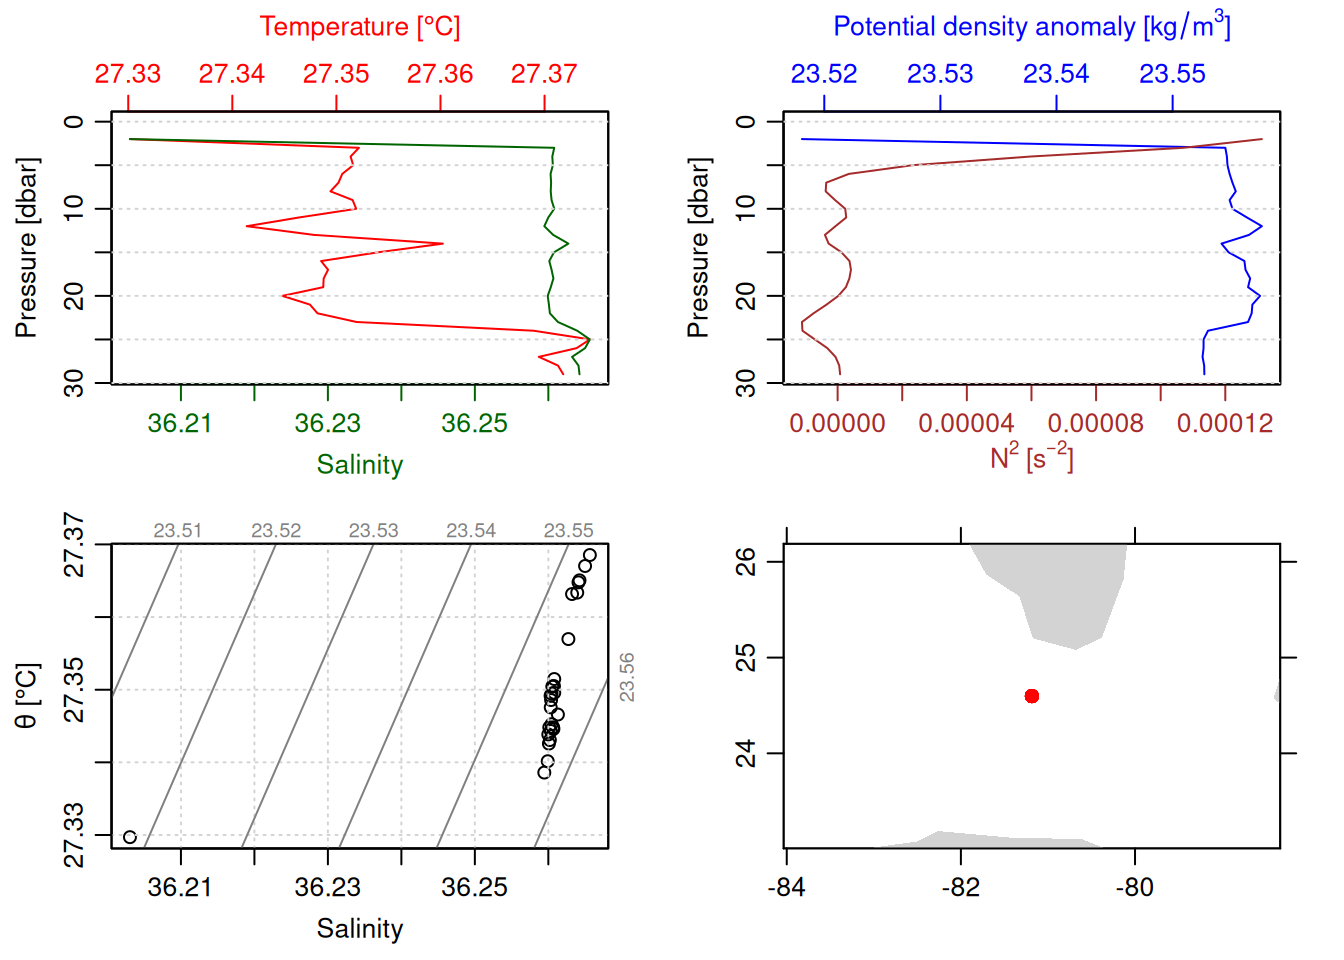 Temperature [°C]
27.33 27.34 27.35 27.36 27.37
Pressure [dbar]
0
10
20
30
36.21 36.23 36.25
Salinity
Potential density anomaly [kg/m³]
23.52 23.53 23.54 23.55
Pressure [dbar]
0
10
20
30
0.00000 0.00004 0.00008 0.00012
N² [s⁻²]
23.51 23.52 23.53 23.54 23.55
23.56
θ [°C]
27.37
27.35
27.33
36.21 36.23 36.25
Salinity
26
25
24
-84 -82 -80